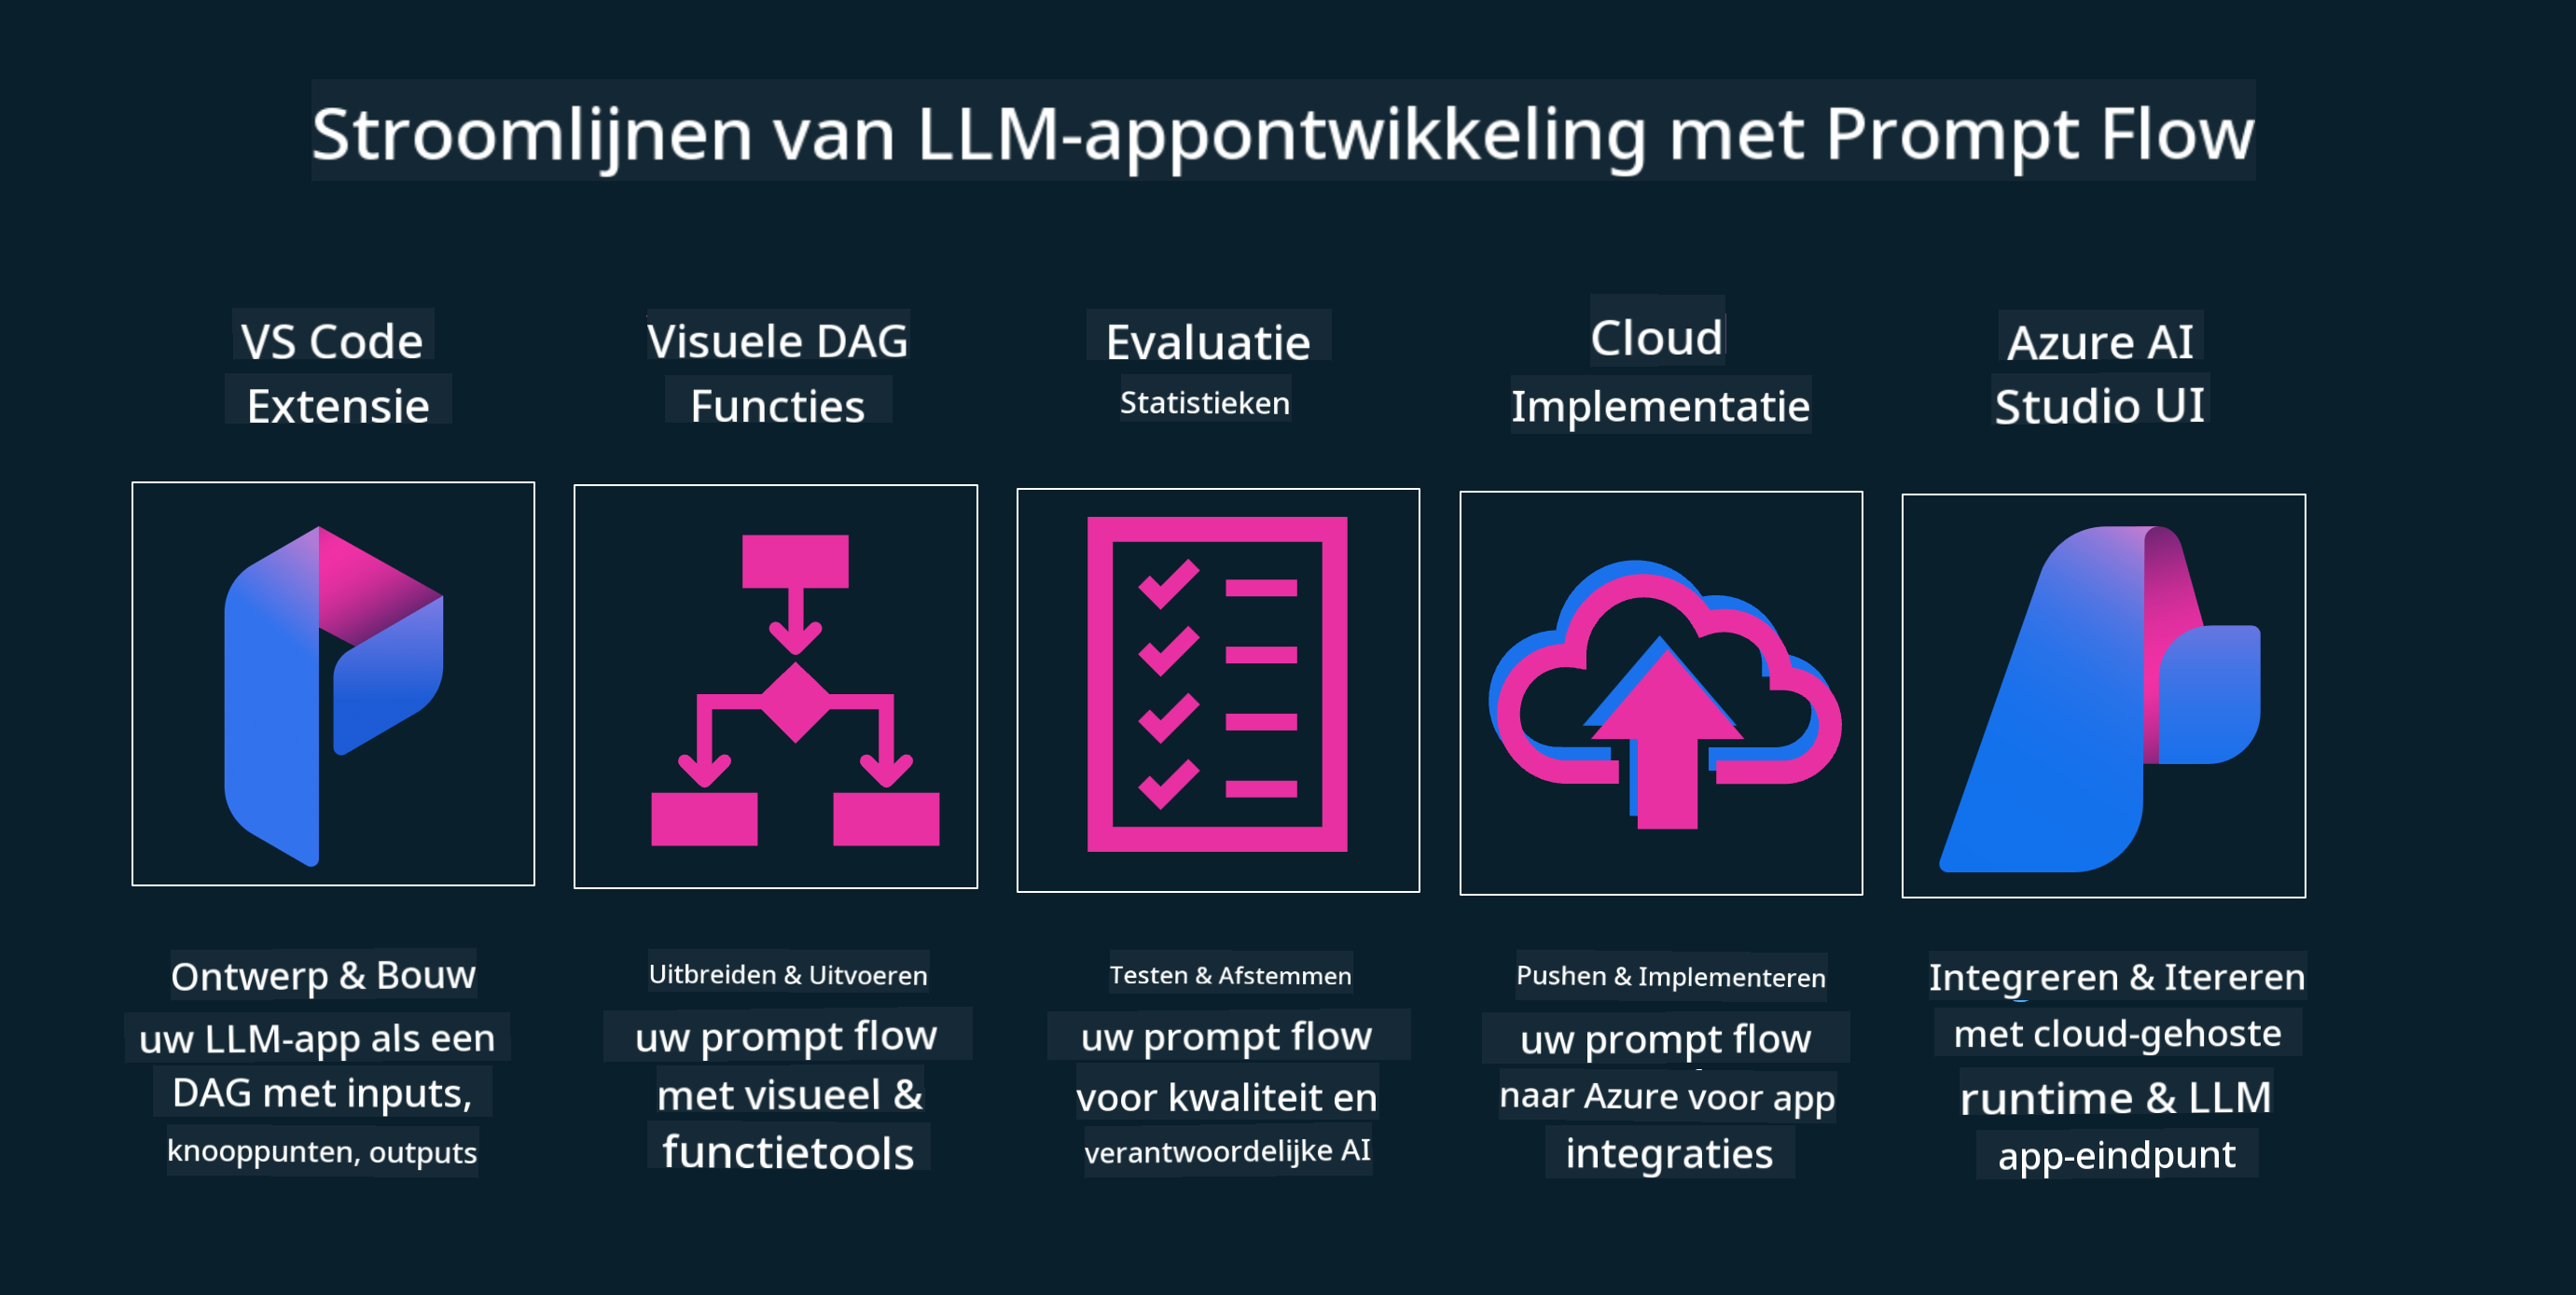 Stroomlijnen van LLM-appontwikkeling met Prompt Flow
VS Code
Extensie
Visuele DAG
Functies
Evaluatie
Statistieken
Cloud
Implementatie
Azure AI
Studio UI
Ontwerp & Bouw
uw LLM-app als een
DAG met inputs,
knooppunten, outputs
Uitbreiden & Uitvoeren
uw prompt flow
met visueel &
functietools
Testen & Afstemmen
uw prompt flow
voor kwaliteit en
verantwoordelijke AI
Pushen & Implementeren
uw prompt flow
naar Azure voor app
integraties
Integreren & Itereren
met cloud-gehoste
runtime & LLM
app-eindpunt